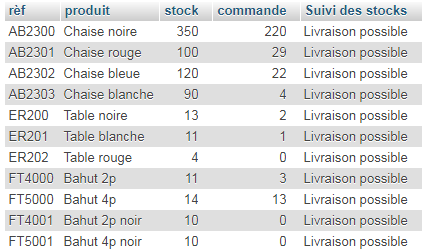 rèf produit stock commande Suivi des stocks
AB2300 Chaise noire 350 220 Livraison possible
AB2301 Chaise rouge 100 29 Livraison possible
AB2302 Chaise bleue 120 22 Livraison possible
AB2303 Chaise blanche 90 4 Livraison possible
ER200 Table noire 13 2 Livraison possible
ER201 Table blanche 11 1 Livraison possible
ER202 Table rouge 4 0 Livraison possible
FT4000 Bahut 2p 11 3 Livraison possible
FT5000 Bahut 4p 14 13 Livraison possible
FT4001 Bahut 2p noir 10 0 Livraison possible
FT5001 Bahut 4p noir 10 0 Livraison possible